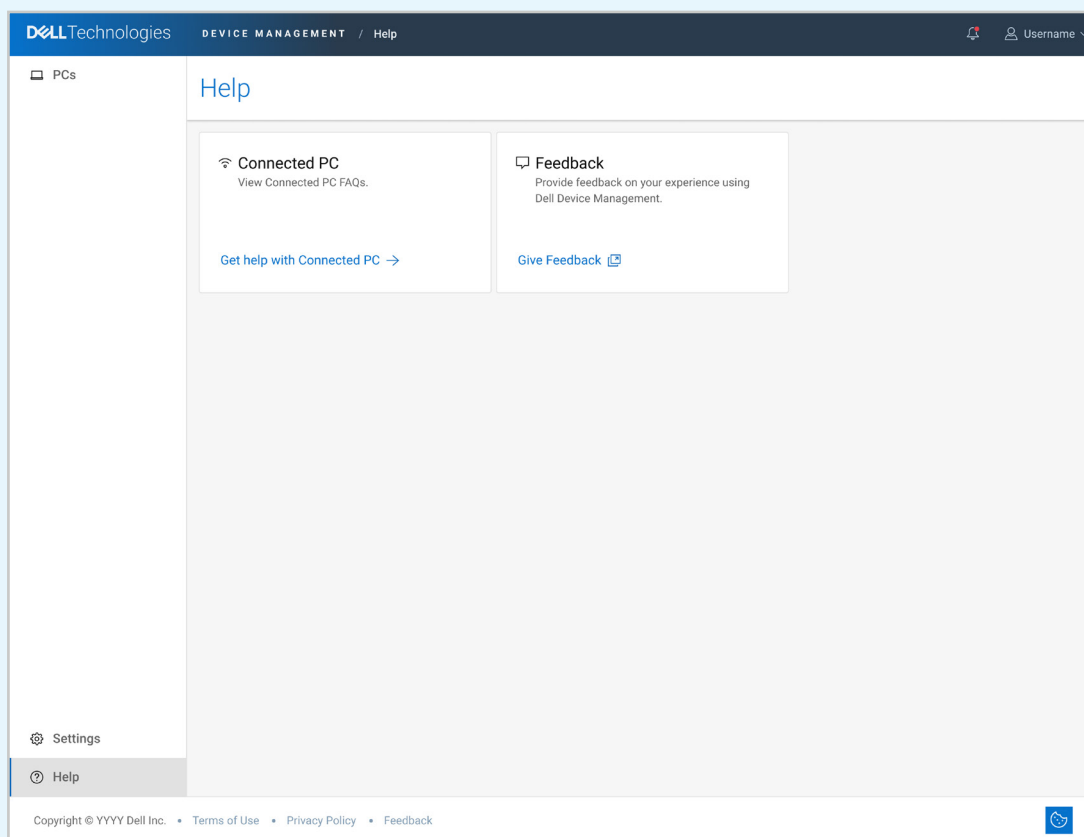 DELLTechnologies DEVICE MANAGEMENT / Help Username
PCs
Help
Connected PC
View Connected PC FAQs.
Get help with Connected PC
Feedback
Provide feedback on your experience using
Dell Device Management.
Give Feedback
Settings
Help
Copyright © YYYY Dell Inc. ▪ Terms of Use ▪ Privacy Policy ▪ Feedback